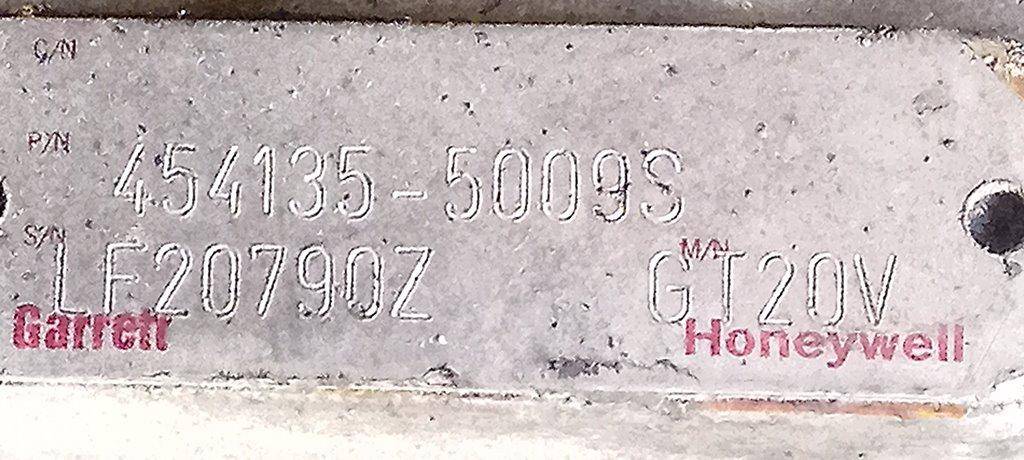 C/N
P/N 454135-5009S
S/N LF20790Z M/N GT20V
Garrett Honeywell